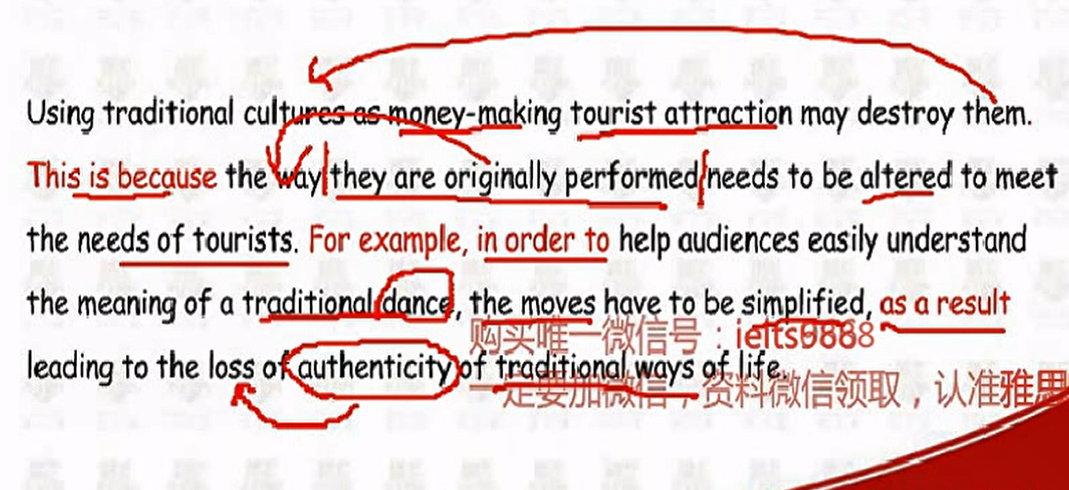 Using traditional cultures as money-making tourist attraction may destroy them.
This is because the way they are originally performed needs to be altered to meet
the needs of tourists. For example, in order to help audiences easily understand
the meaning of a traditional dance, the moves have to be simplified, as a result
购买唯一微信号：ielts9888
leading to the loss of authenticity of traditional ways of life.
一定要加微信，资料微信领取，认准雅思